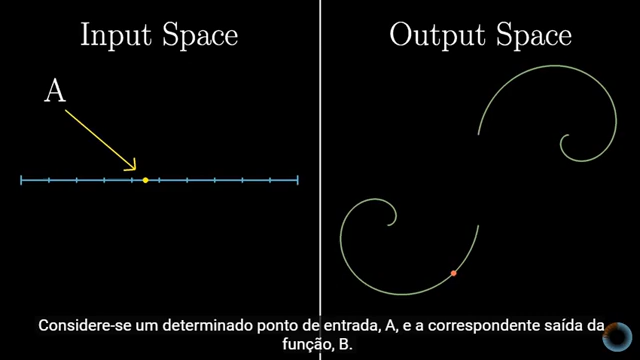 Input Space
Output Space
A
Considere-se um determinado ponto de entrada, A, e a correspondente saída da
função, B.